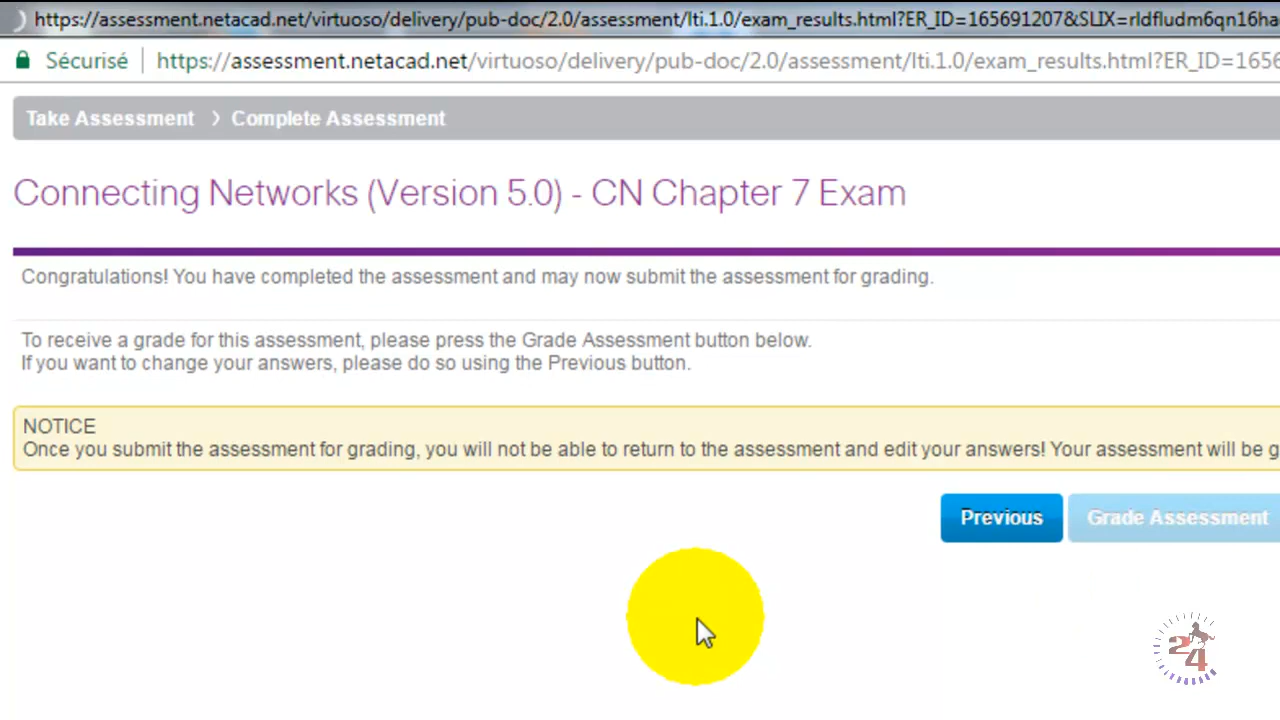 https://assessment.netacad.net/virtuoso/delivery/pub-doc/2.0/assessment/lti.1.0/exam_results.html?ER_ID=165691207&SLIX=rldfludm6qn16ha
Sécurisé https://assessment.netacad.net/virtuoso/delivery/pub-doc/2.0/assessment/lti.1.0/exam_results.html?ER_ID=1656
Take Assessment > Complete Assessment
Connecting Networks (Version 5.0) - CN Chapter 7 Exam
Congratulations! You have completed the assessment and may now submit the assessment for grading.
To receive a grade for this assessment, please press the Grade Assessment button below.
If you want to change your answers, please do so using the Previous button.
NOTICE
Once you submit the assessment for grading, you will not be able to return to the assessment and edit your answers! Your assessment will be g
Previous Grade Assessment
24